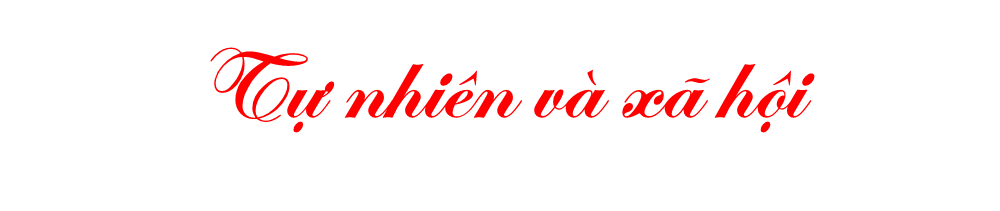 Tự nhiên và xã hội